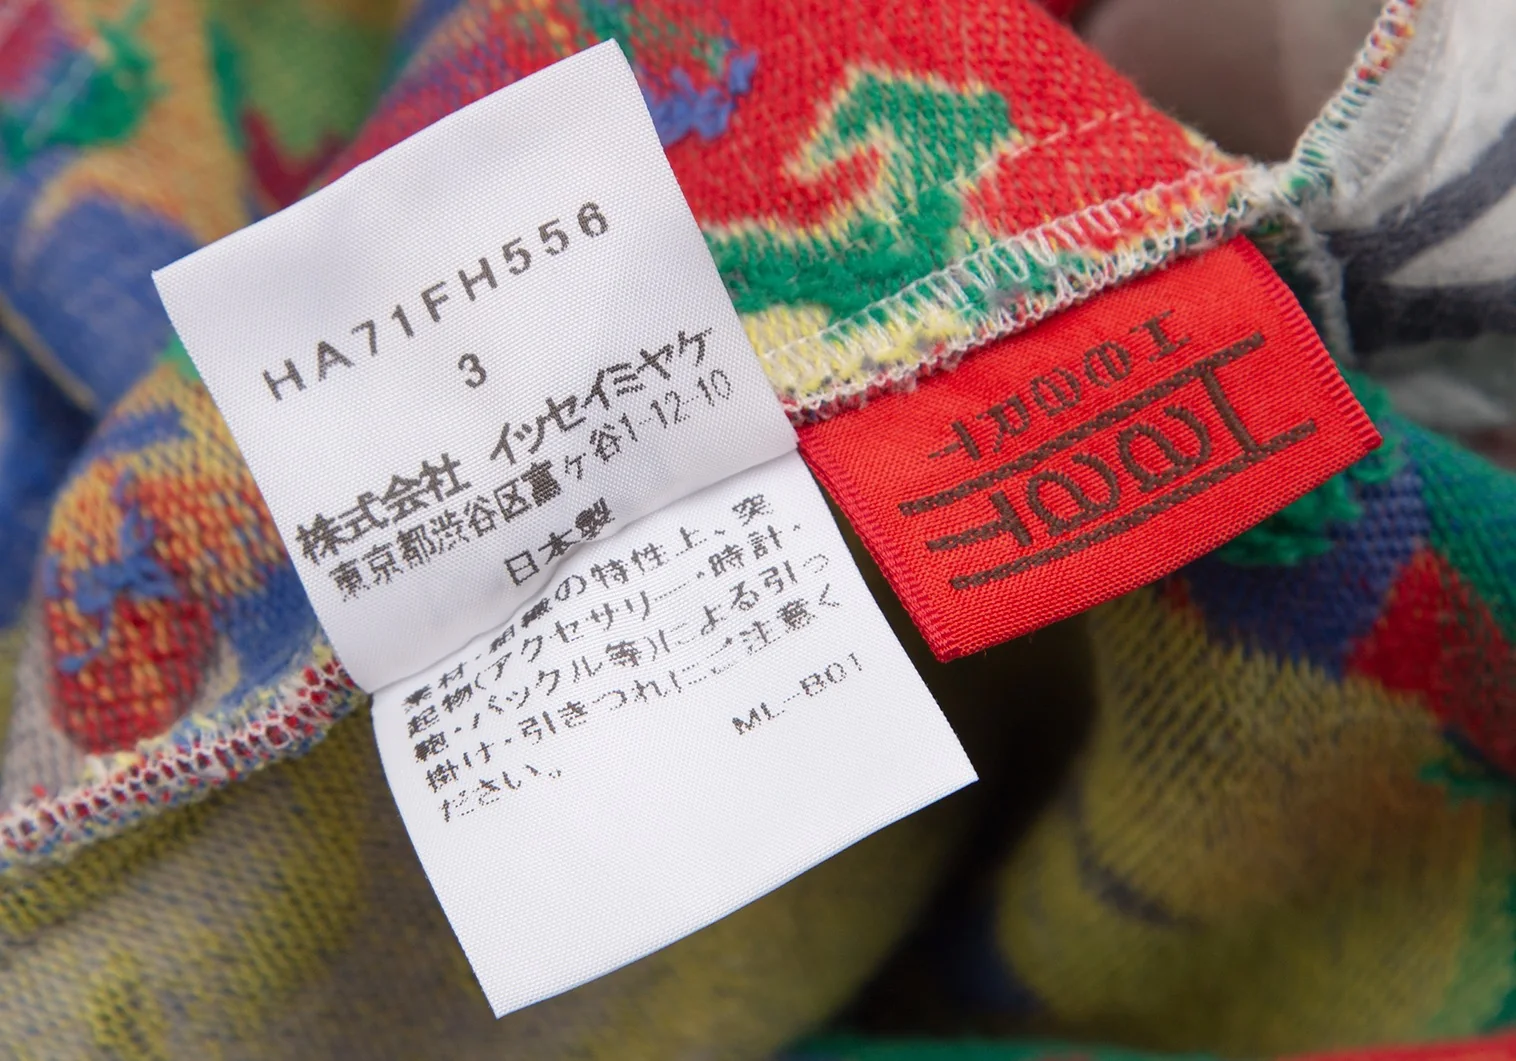 HA71FH556
3
株式会社 イッセイミヤケ
東京都渋谷区富ヶ谷1-12-10
日本製
素材・組織の特性上、突
起物(アクセサリー・時計・
鞄・バックル等)による引っ
掛け・引きつれにご注意く
ださい。
ML-801